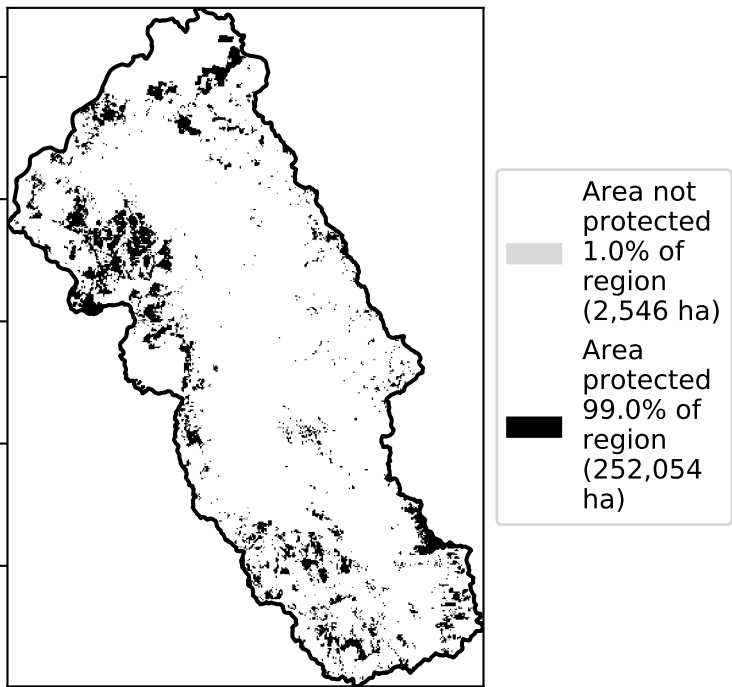 Area not
protected
1.0% of
region
(2,546 ha)
Area
protected
99.0% of
region
(252,054
ha)